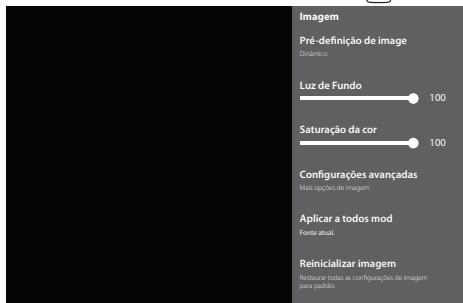 Imagem
Pré-definição de image
Dinâmico
Luz de Fundo
100
Saturação da cor
100
Configurações avançadas
Mais opções de imagem.
Aplicar a todos mod
Fonte atual.
Reinicializar imagem
Restaurar todas as configurações de imagem
para padrão.